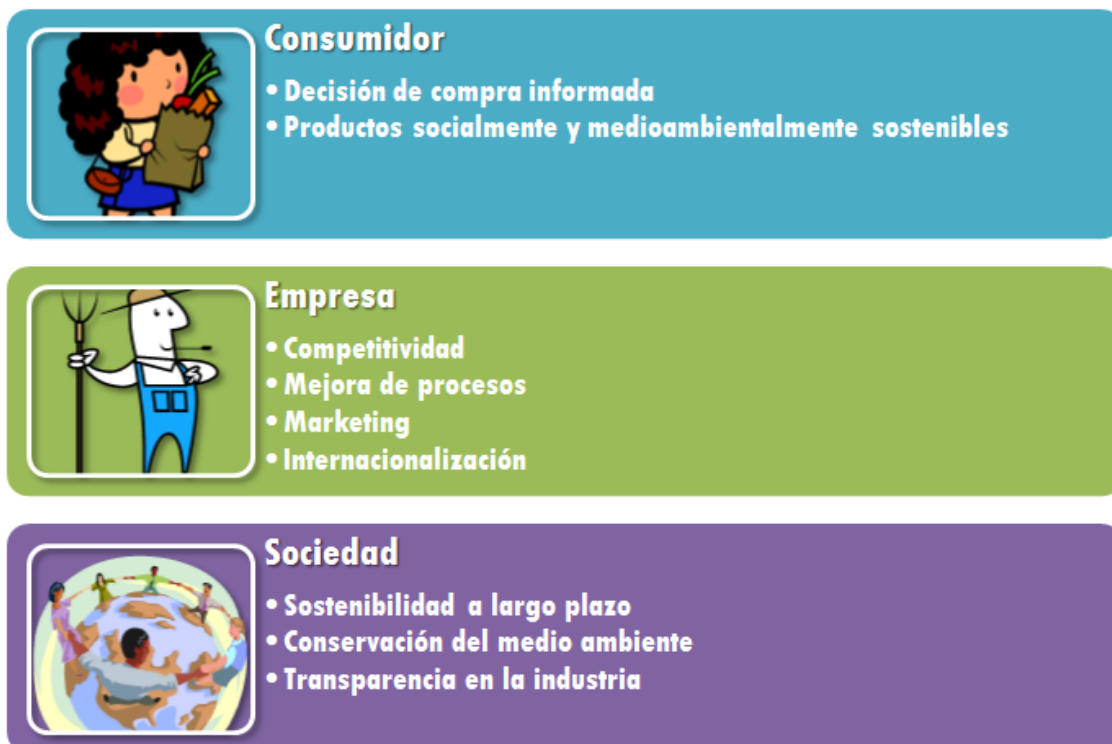 Consumidor
• Decisión de compra informada
• Productos socialmente y medioambientalmente sostenibles
Empresa
• Competitividad
• Mejora de procesos
• Marketing
• Internacionalización
Sociedad
• Sostenibilidad a largo plazo
• Conservación del medio ambiente
• Transparencia en la industria